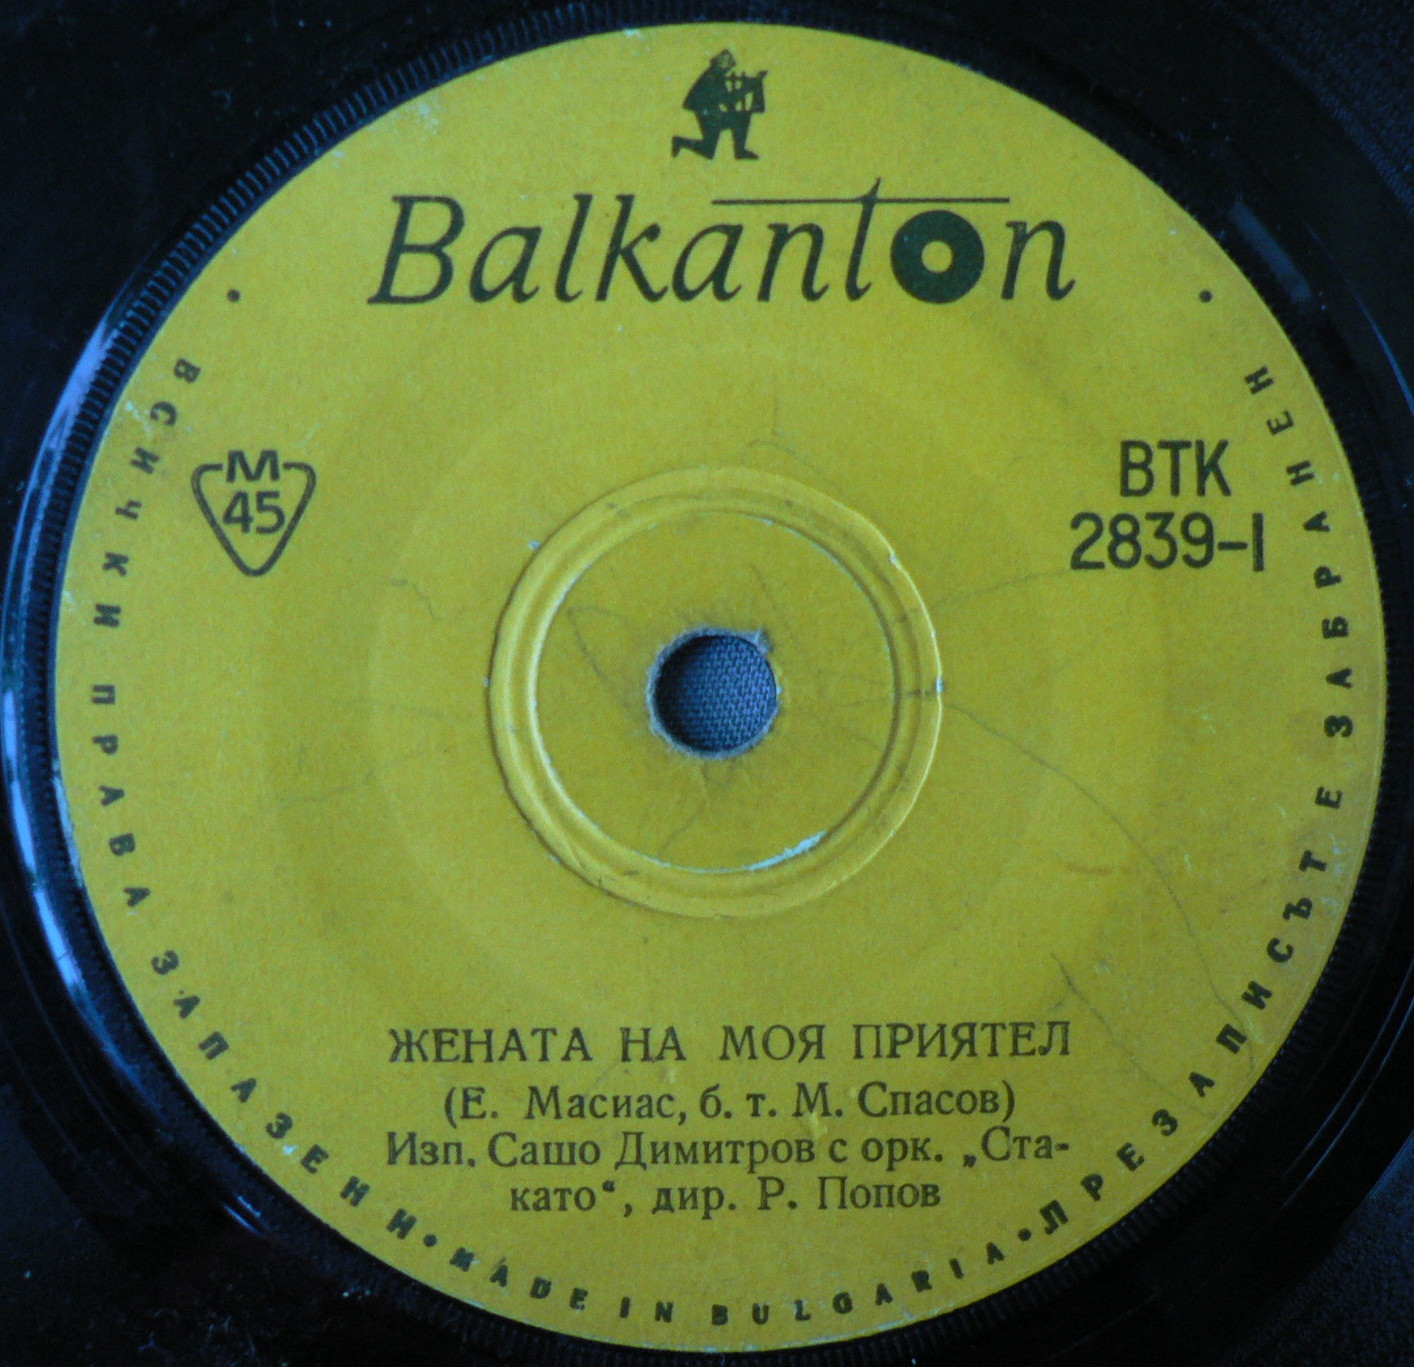 Balkanton
M
45
ВТК
2839-I
ЖЕНАТА НА МОЯ ПРИЯТЕЛ
(Е. Масиас, б. т. М. Спасов)
Изп. Сашо Димитров с орк. „Ста-
като“, дир. Р. Попов
• ВСИЧКИ ПРАВА ЗАПАЗЕНИ • MADE IN BULGARIA • ПРЕЗАПИСЪТ Е ЗАБРАНЕН •